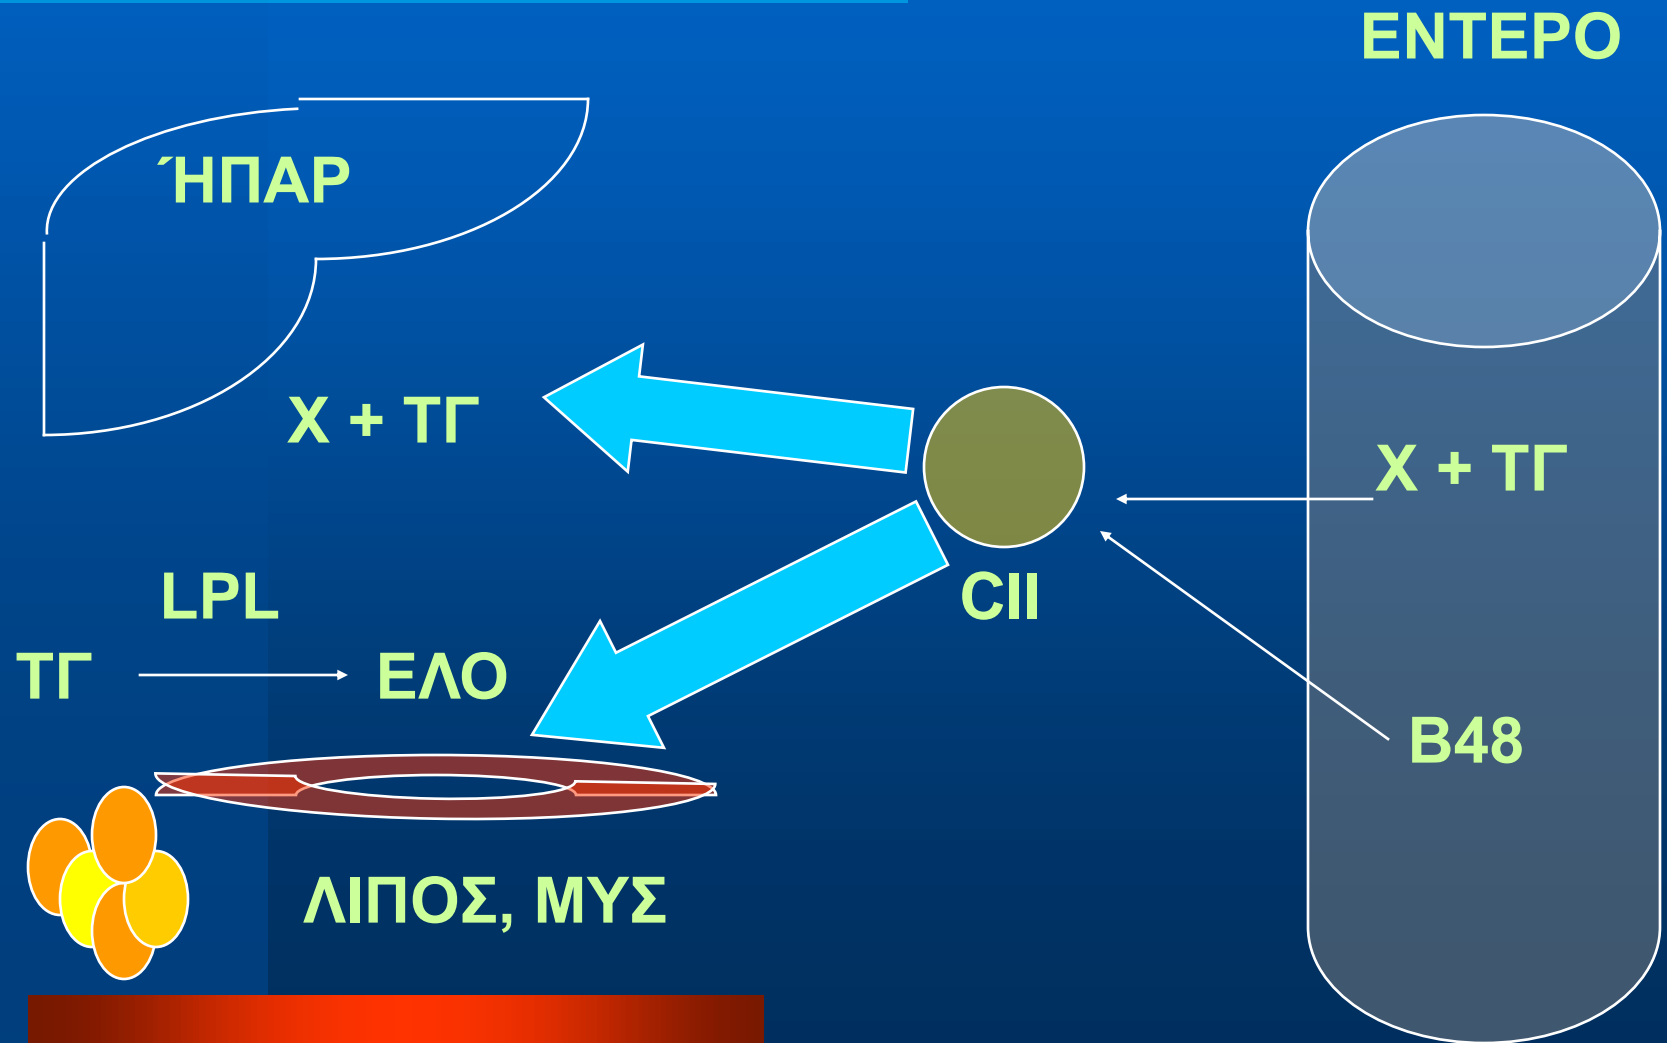 ΕΝΤΕΡΟ
ΉΠΑΡ
Χ + ΤΓ
Χ + ΤΓ
LPL
CII
ΤΓ
ΕΛΟ
Β48
ΛΙΠΟΣ, ΜΥΣ